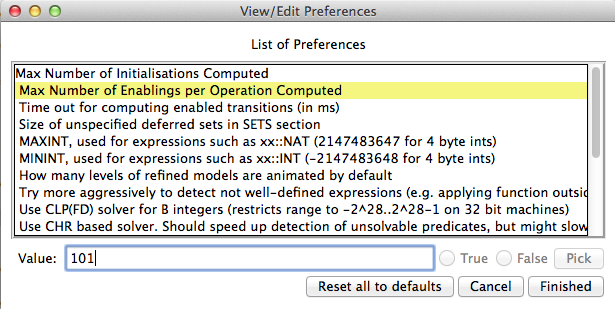 View/Edit Preferences
List of Preferences
Max Number of Initialisations Computed
Max Number of Enablings per Operation Computed
Time out for computing enabled transitions (in ms)
Size of unspecified deferred sets in SETS section
MAXINT, used for expressions such as xx::NAT (2147483647 for 4 byte ints)
MININT, used for expressions such as xx::INT (-2147483648 for 4 byte ints)
How many levels of refined models are animated by default
Try more aggressively to detect not well-defined expressions (e.g. applying function outsid
Use CLP(FD) solver for B integers (restricts range to -2^28..2^28-1 on 32 bit machines)
Use CHR based solver. Should speed up detection of unsolvable predicates, but might slow
Value: 101 True False Pick
Reset all to defaults Cancel Finished